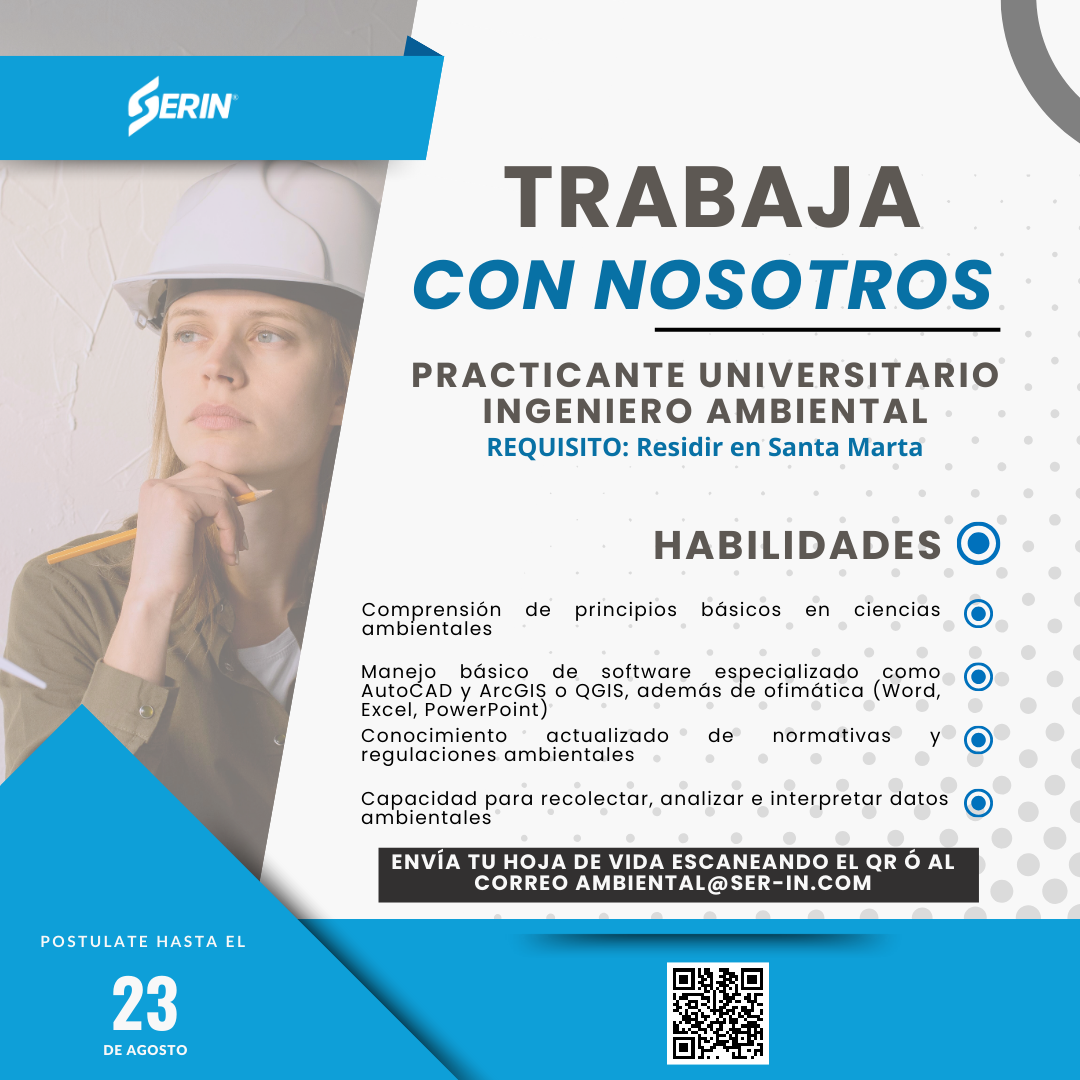 SERIN®
TRABAJA
CON NOSOTROS
PRACTICANTE UNIVERSITARIO
INGENIERO AMBIENTAL
REQUISITO: Residir en Santa Marta
HABILIDADES
Comprensión de principios básicos en ciencias
ambientales
Manejo básico de software especializado como
AutoCAD y ArcGIS o QGIS, además de ofimática (Word,
Excel, PowerPoint)
Conocimiento actualizado de normativas y
regulaciones ambientales
Capacidad para recolectar, analizar e interpretar datos
ambientales
ENVÍA TU HOJA DE VIDA ESCANEANDO EL QR Ó AL
CORREO AMBIENTAL@SER-IN.COM
POSTULATE HASTA EL
23
DE AGOSTO